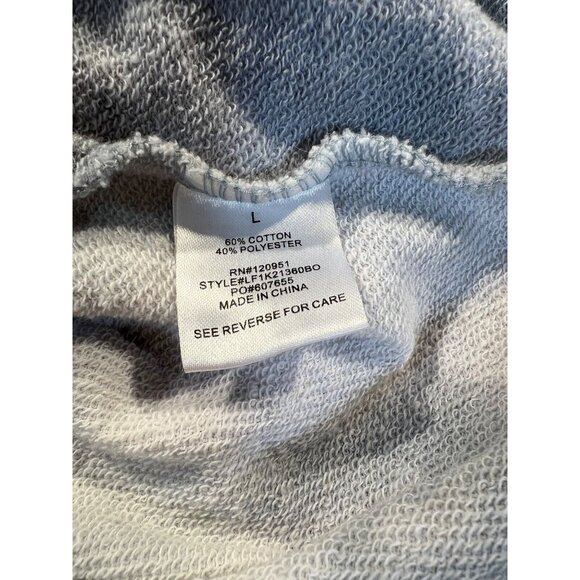 L
60% COTTON
40% POLYESTER
RN#120951
STYLE#LF1K21360BO
PO#607655
MADE IN CHINA
SEE REVERSE FOR CARE